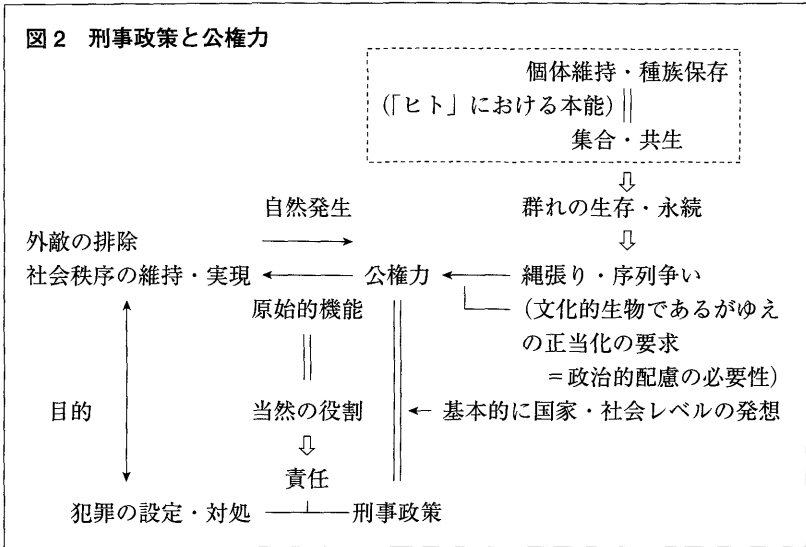 図2 刑事政策と公権力
個体維持・種族保存
(「ヒト」における本能)
集合・共生
自然発生
群れの生存・永続
外敵の排除
社会秩序の維持・実現
公権力
縄張り・序列争い
原始的機能
(文化的生物であるがゆえ
の正当化の要求
=政治的配慮の必要性)
目的
当然の役割
基本的に国家・社会レベルの発想
責任
犯罪の設定・対処
刑事政策